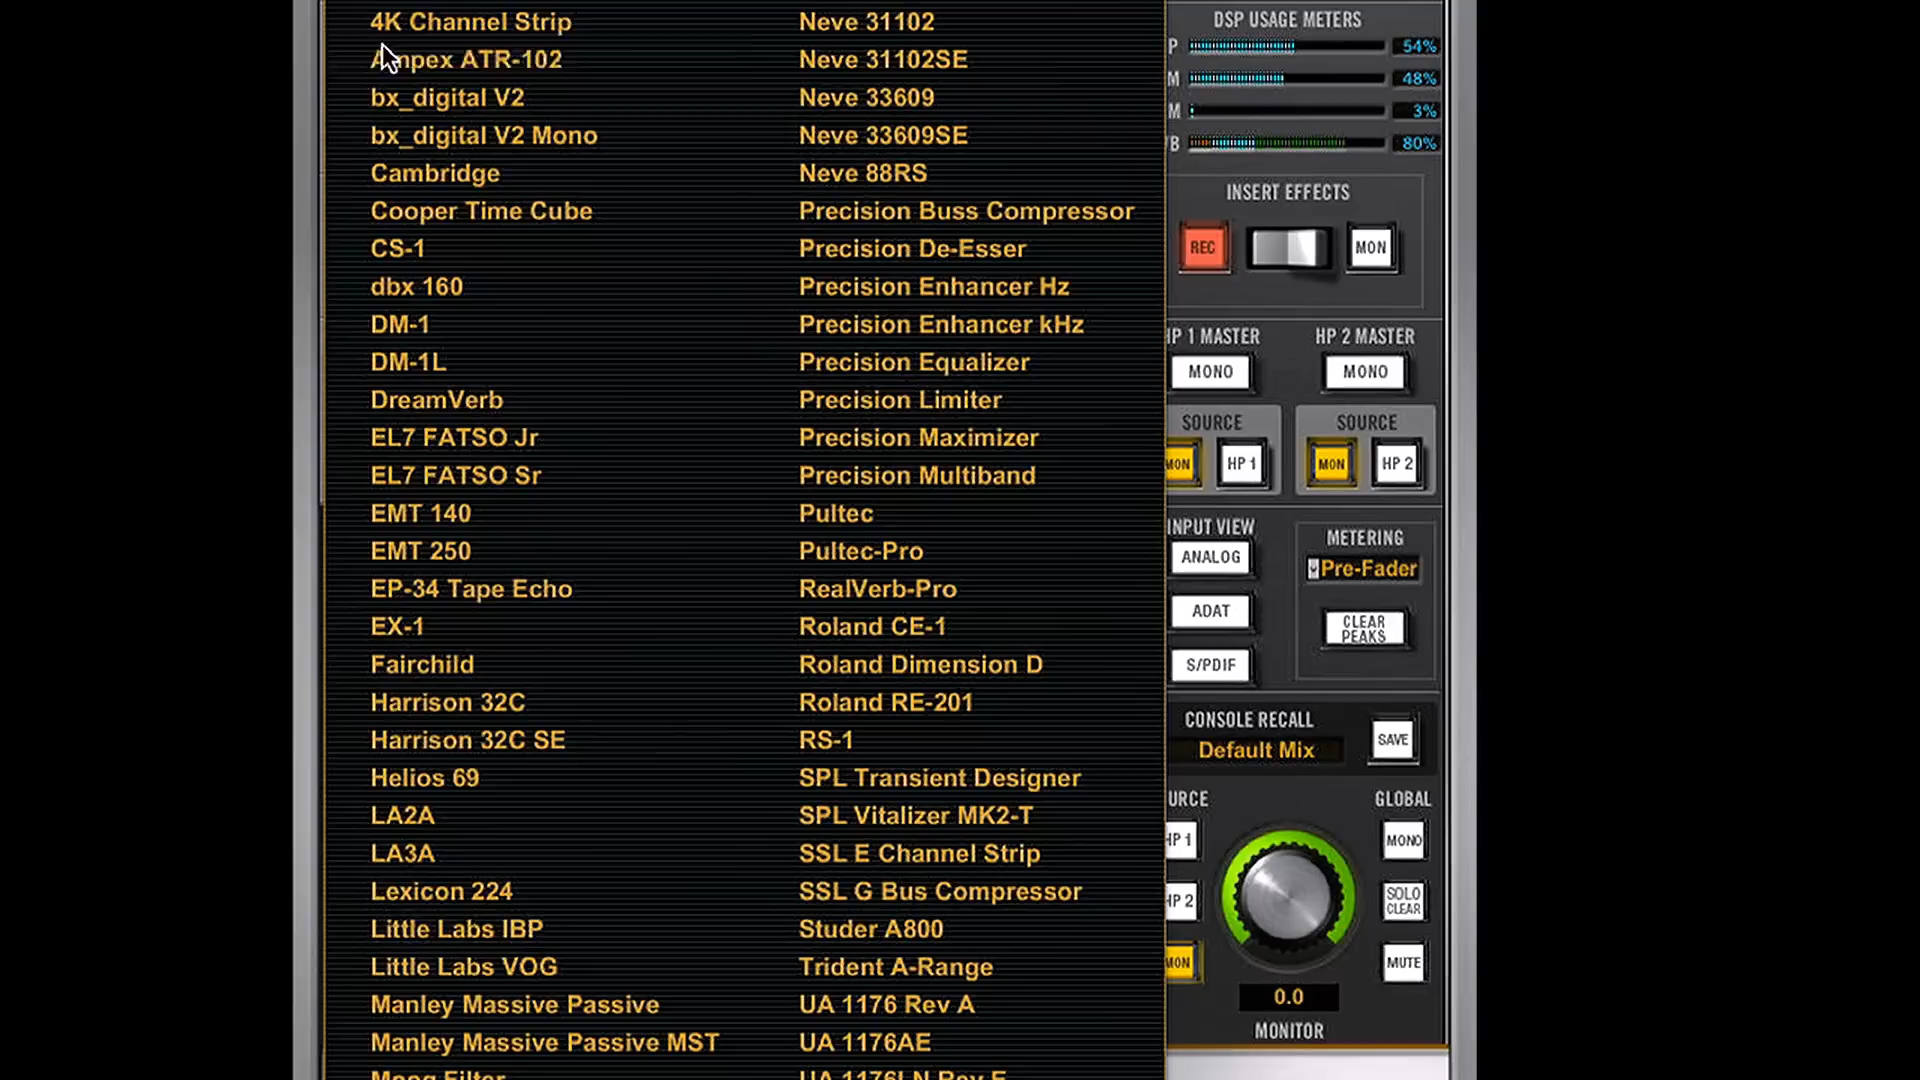 4K Channel Strip
Ampex ATR-102
bx_digital V2
bx_digital V2 Mono
Cambridge
Cooper Time Cube
CS-1
dbx 160
DM-1
DM-1L
DreamVerb
EL7 FATSO Jr
EL7 FATSO Sr
EMT 140
EMT 250
EP-34 Tape Echo
EX-1
Fairchild
Harrison 32C
Harrison 32C SE
Helios 69
LA2A
LA3A
Lexicon 224
Little Labs IBP
Little Labs VOG
Manley Massive Passive
Manley Massive Passive MST
Moog Filter
Neve 31102
Neve 31102SE
Neve 33609
Neve 33609SE
Neve 88RS
Precision Buss Compressor
Precision De-Esser
Precision Enhancer Hz
Precision Enhancer kHz
Precision Equalizer
Precision Limiter
Precision Maximizer
Precision Multiband
Pultec
Pultec-Pro
RealVerb-Pro
Roland CE-1
Roland Dimension D
Roland RE-201
RS-1
SPL Transient Designer
SPL Vitalizer MK2-T
SSL E Channel Strip
SSL G Bus Compressor
Studer A800
Trident A-Range
UA 1176 Rev A
UA 1176AE
UA 1176LN Rev E
DSP USAGE METERS
P 54%
M 48%
M 3%
/B 80%
INSERT EFFECTS
REC MON
HP 1 MASTER HP 2 MASTER
MONO MONO
SOURCE SOURCE
MON HP 1 MON HP 2
INPUT VIEW METERING
ANALOG Pre-Fader
ADAT CLEAR
PEAKS
S/PDIF
CONSOLE RECALL
Default Mix SAVE
URCE GLOBAL
HP 1 MONO
HP 2 SOLO
CLEAR
MON MUTE
0.0
MONITOR